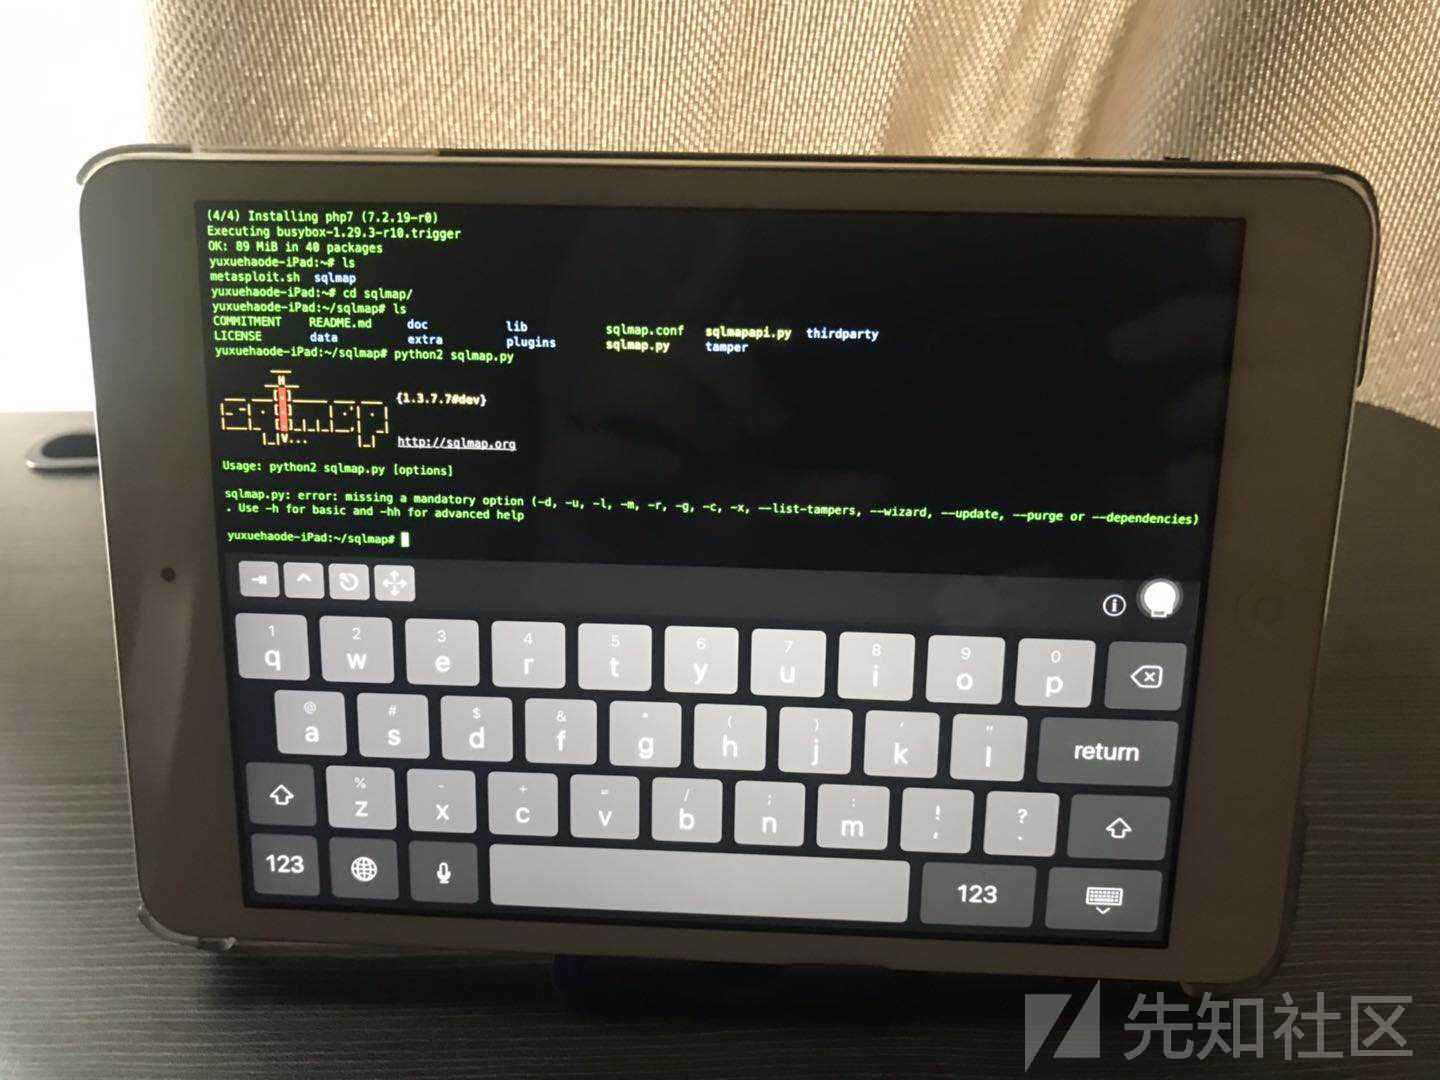 (4/4) Installing php7 (7.2.19-r0)
Executing busybox-1.29.3-r10.trigger
OK: 89 MiB in 40 packages
yuxuehaode-iPad:~# ls
metasploit.sh sqlmap
yuxuehaode-iPad:~# cd sqlmap/
yuxuehaode-iPad:~/sqlmap# ls
COMMITMENT README.md doc lib sqlmap.conf sqlmapapi.py thirdparty
LICENSE data extra plugins sqlmap.py tamper
yuxuehaode-iPad:~/sqlmap# python2 sqlmap.py
{1.3.7.7#dev}
http://sqlmap.org
Usage: python2 sqlmap.py [options]
sqlmap.py: error: missing a mandatory option (-d, -u, -l, -m, -r, -g, -c, -x, --list-tampers, --wizard, --update, --purge or --dependencies)
. Use -h for basic and -hh for advanced help
yuxuehaode-iPad:~/sqlmap#
1 2 3 4 5 6 7 8 9 0
q w e r t y u i o p
@ # $ & * ( ) ' "
a s d f g h j k l return
% - + = / ; : ! ?
z x c v b n m , .
123 123
先知社区